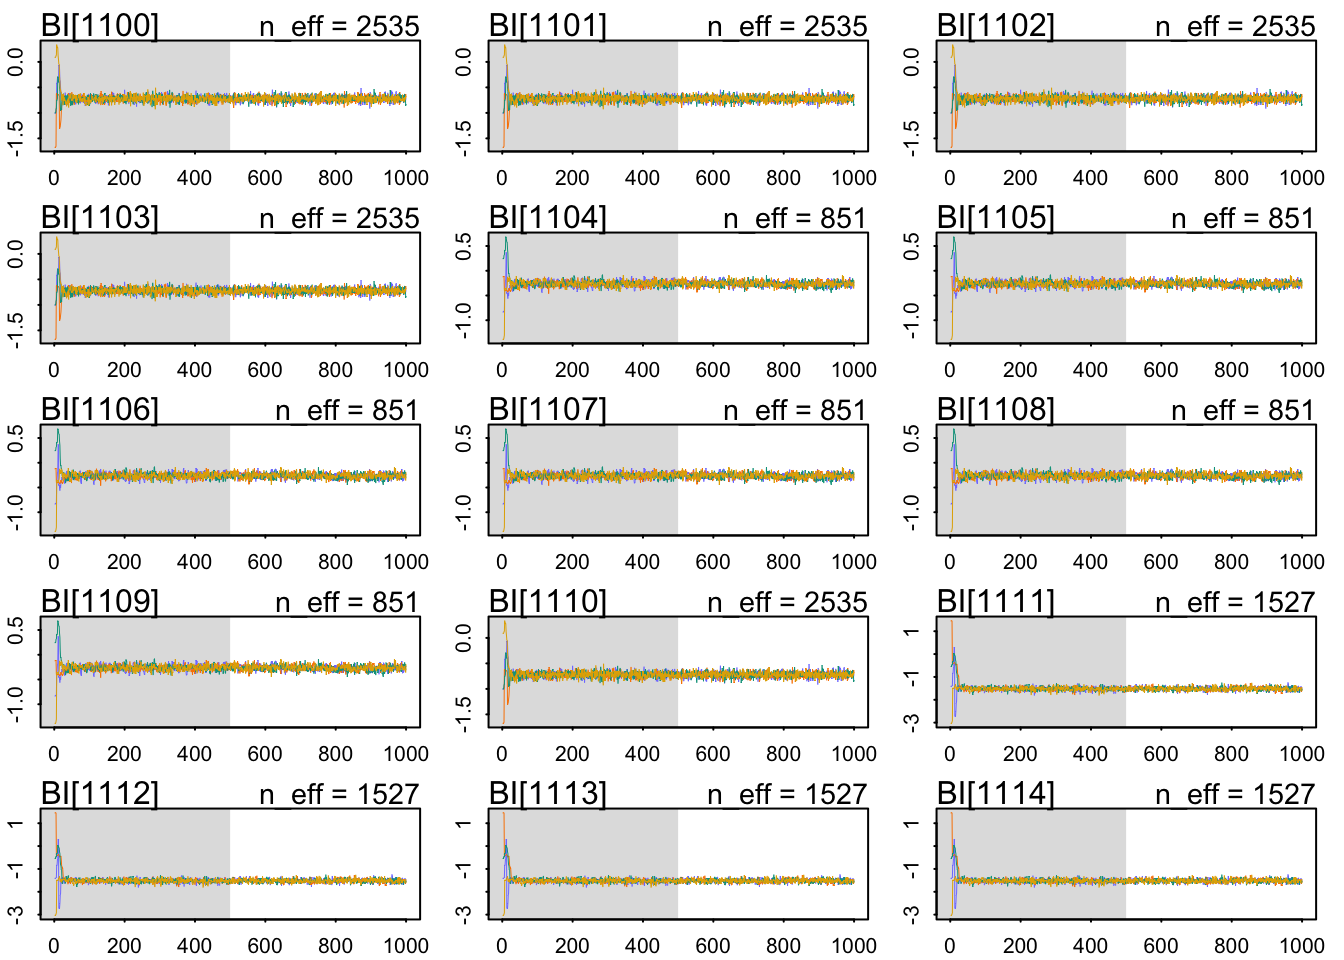 BI[1100] n_eff = 2535 BI[1101] n_eff = 2535 BI[1102] n_eff = 2535
0.0 -1.5 0.0 -1.5 0.0 -1.5
0 200 400 600 800 1000 0 200 400 600 800 1000 0 200 400 600 800 1000
BI[1103] n_eff = 2535 BI[1104] n_eff = 851 BI[1105] n_eff = 851
0.0 -1.5 0.5 -1.0 0.5 -1.0
0 200 400 600 800 1000 0 200 400 600 800 1000 0 200 400 600 800 1000
BI[1106] n_eff = 851 BI[1107] n_eff = 851 BI[1108] n_eff = 851
0.5 -1.0 0.5 -1.0 0.5 -1.0
0 200 400 600 800 1000 0 200 400 600 800 1000 0 200 400 600 800 1000
BI[1109] n_eff = 851 BI[1110] n_eff = 2535 BI[1111] n_eff = 1527
0.5 -1.0 0.0 -1.5 1 -1 -3
0 200 400 600 800 1000 0 200 400 600 800 1000 0 200 400 600 800 1000
BI[1112] n_eff = 1527 BI[1113] n_eff = 1527 BI[1114] n_eff = 1527
1 -1 -3 1 -1 -3 1 -1 -3
0 200 400 600 800 1000 0 200 400 600 800 1000 0 200 400 600 800 1000